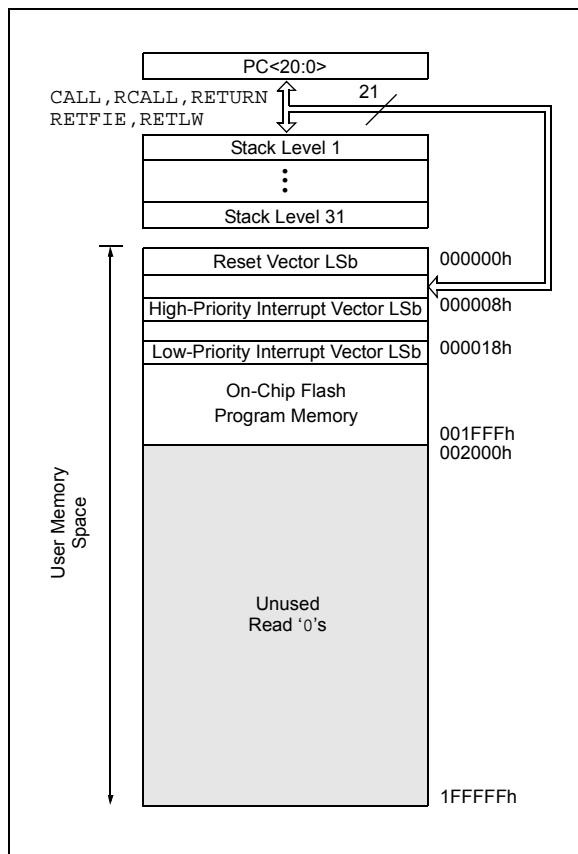 PC<20:0>
CALL,RCALL,RETURN
RETFIE,RETLW
21
Stack Level 1
Stack Level 31
Reset Vector LSb
000000h
High-Priority Interrupt Vector LSb
000008h
Low-Priority Interrupt Vector LSb
000018h
On-Chip Flash
Program Memory
001FFFh
002000h
User Memory
Space
Unused
Read ‘0’s
1FFFFFh